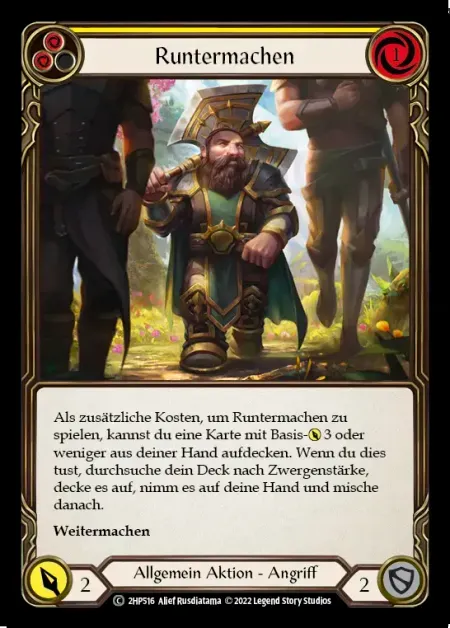 Runtermachen
1
Als zusätzliche Kosten, um Runtermachen zu
spielen, kannst du eine Karte mit Basis- 3 oder
weniger aus deiner Hand aufdecken. Wenn du dies
tust, durchsuche dein Deck nach Zwergenstärke,
decke es auf, nimm es auf deine Hand und mische
danach.
Weitermachen
2 Allgemein Aktion - Angriff 2
C 2HP516 Alief Rusdiatama © 2022 Legend Story Studios